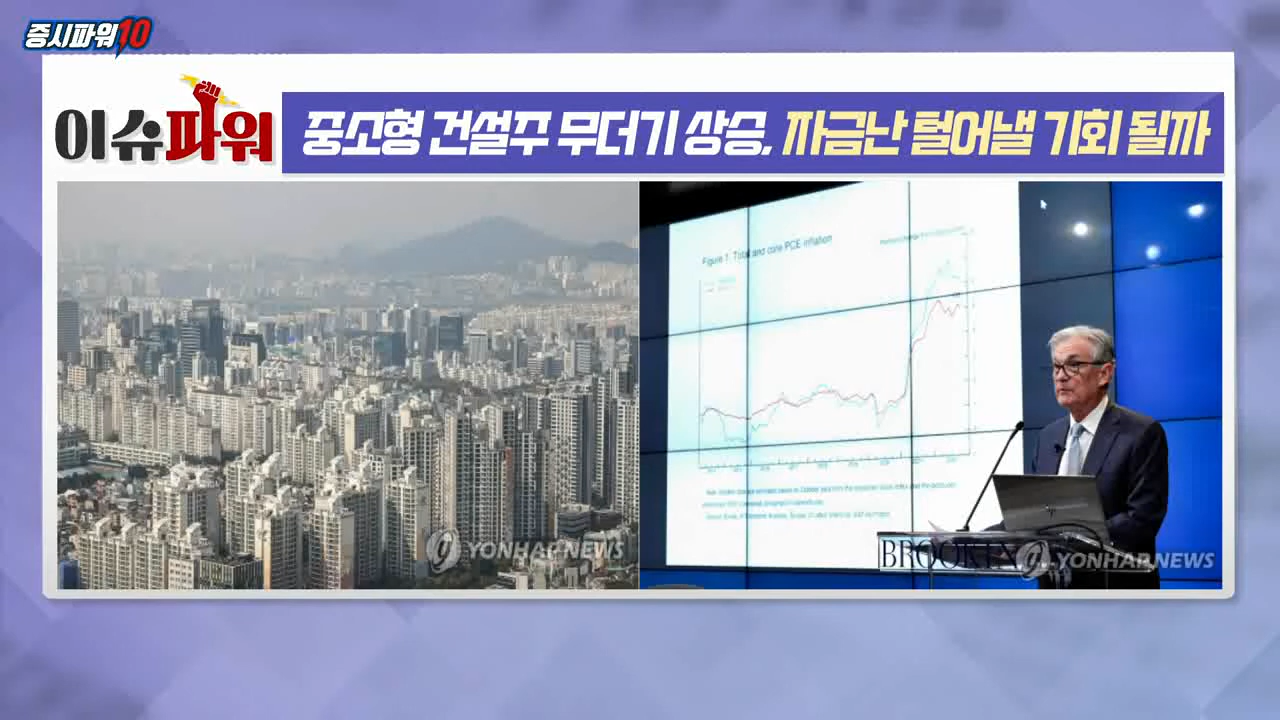 증시파워10
이슈파워
중소형 건설주 무더기 상승, 자금난 털어낼 기회 될까
Figure 1. Total and core PCE inflation
YONHAP NEWS
BROOKIN
YONHAP NEWS